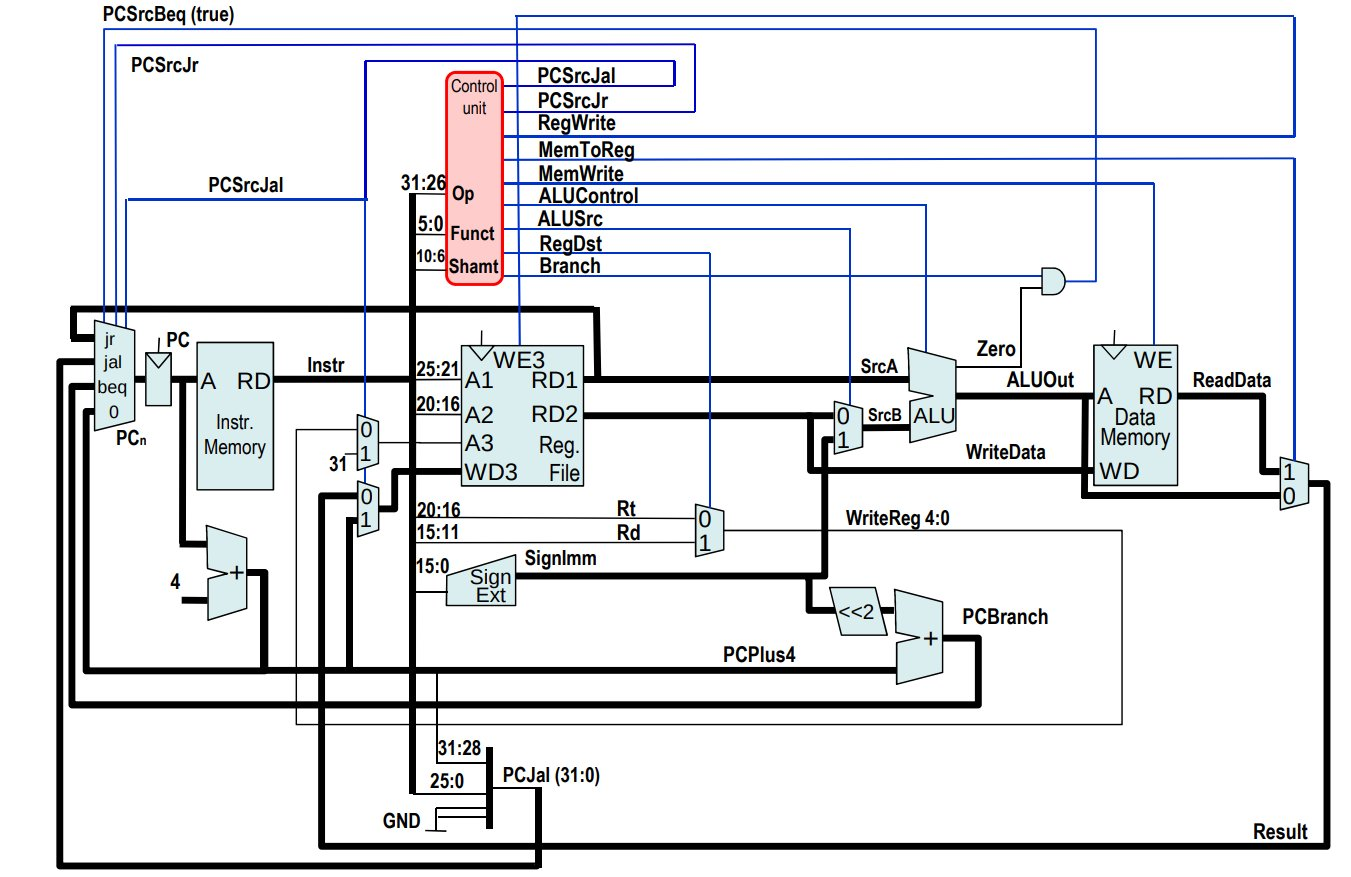 PCSrcBeq (true)
PCSrcJr
PCSrcJal
Control
unit
Op
Funct
Shamt
31:26
5:0
10:6
PCSrcJal
PCSrcJr
RegWrite
MemToReg
MemWrite
ALUControl
ALUSrc
RegDst
Branch
jr
jal
beq
0
PCn
PC
A RD
Instr.
Memory
Instr
0
1
31
0
1
25:21
20:16
WE3
A1 RD1
A2 RD2
A3 Reg.
WD3 File
SrcA
0
1
SrcB
ALU
Zero
ALUOut
WriteData
WE
A RD
Data
Memory
WD
ReadData
1
0
20:16 Rt
15:11 Rd
0
1
WriteReg 4:0
15:0
Sign
Ext
SignImm
4
+
<<2
+
PCBranch
PCPlus4
31:28
25:0
PCJal (31:0)
GND
Result